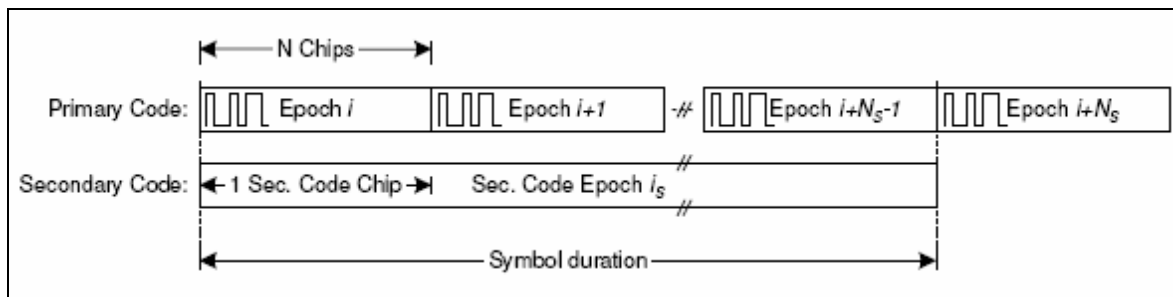 N Chips
Primary Code: Epoch i Epoch i+1 Epoch i+Nₛ-1 Epoch i+Nₛ
Secondary Code: 1 Sec. Code Chip Sec. Code Epoch iₛ
Symbol duration